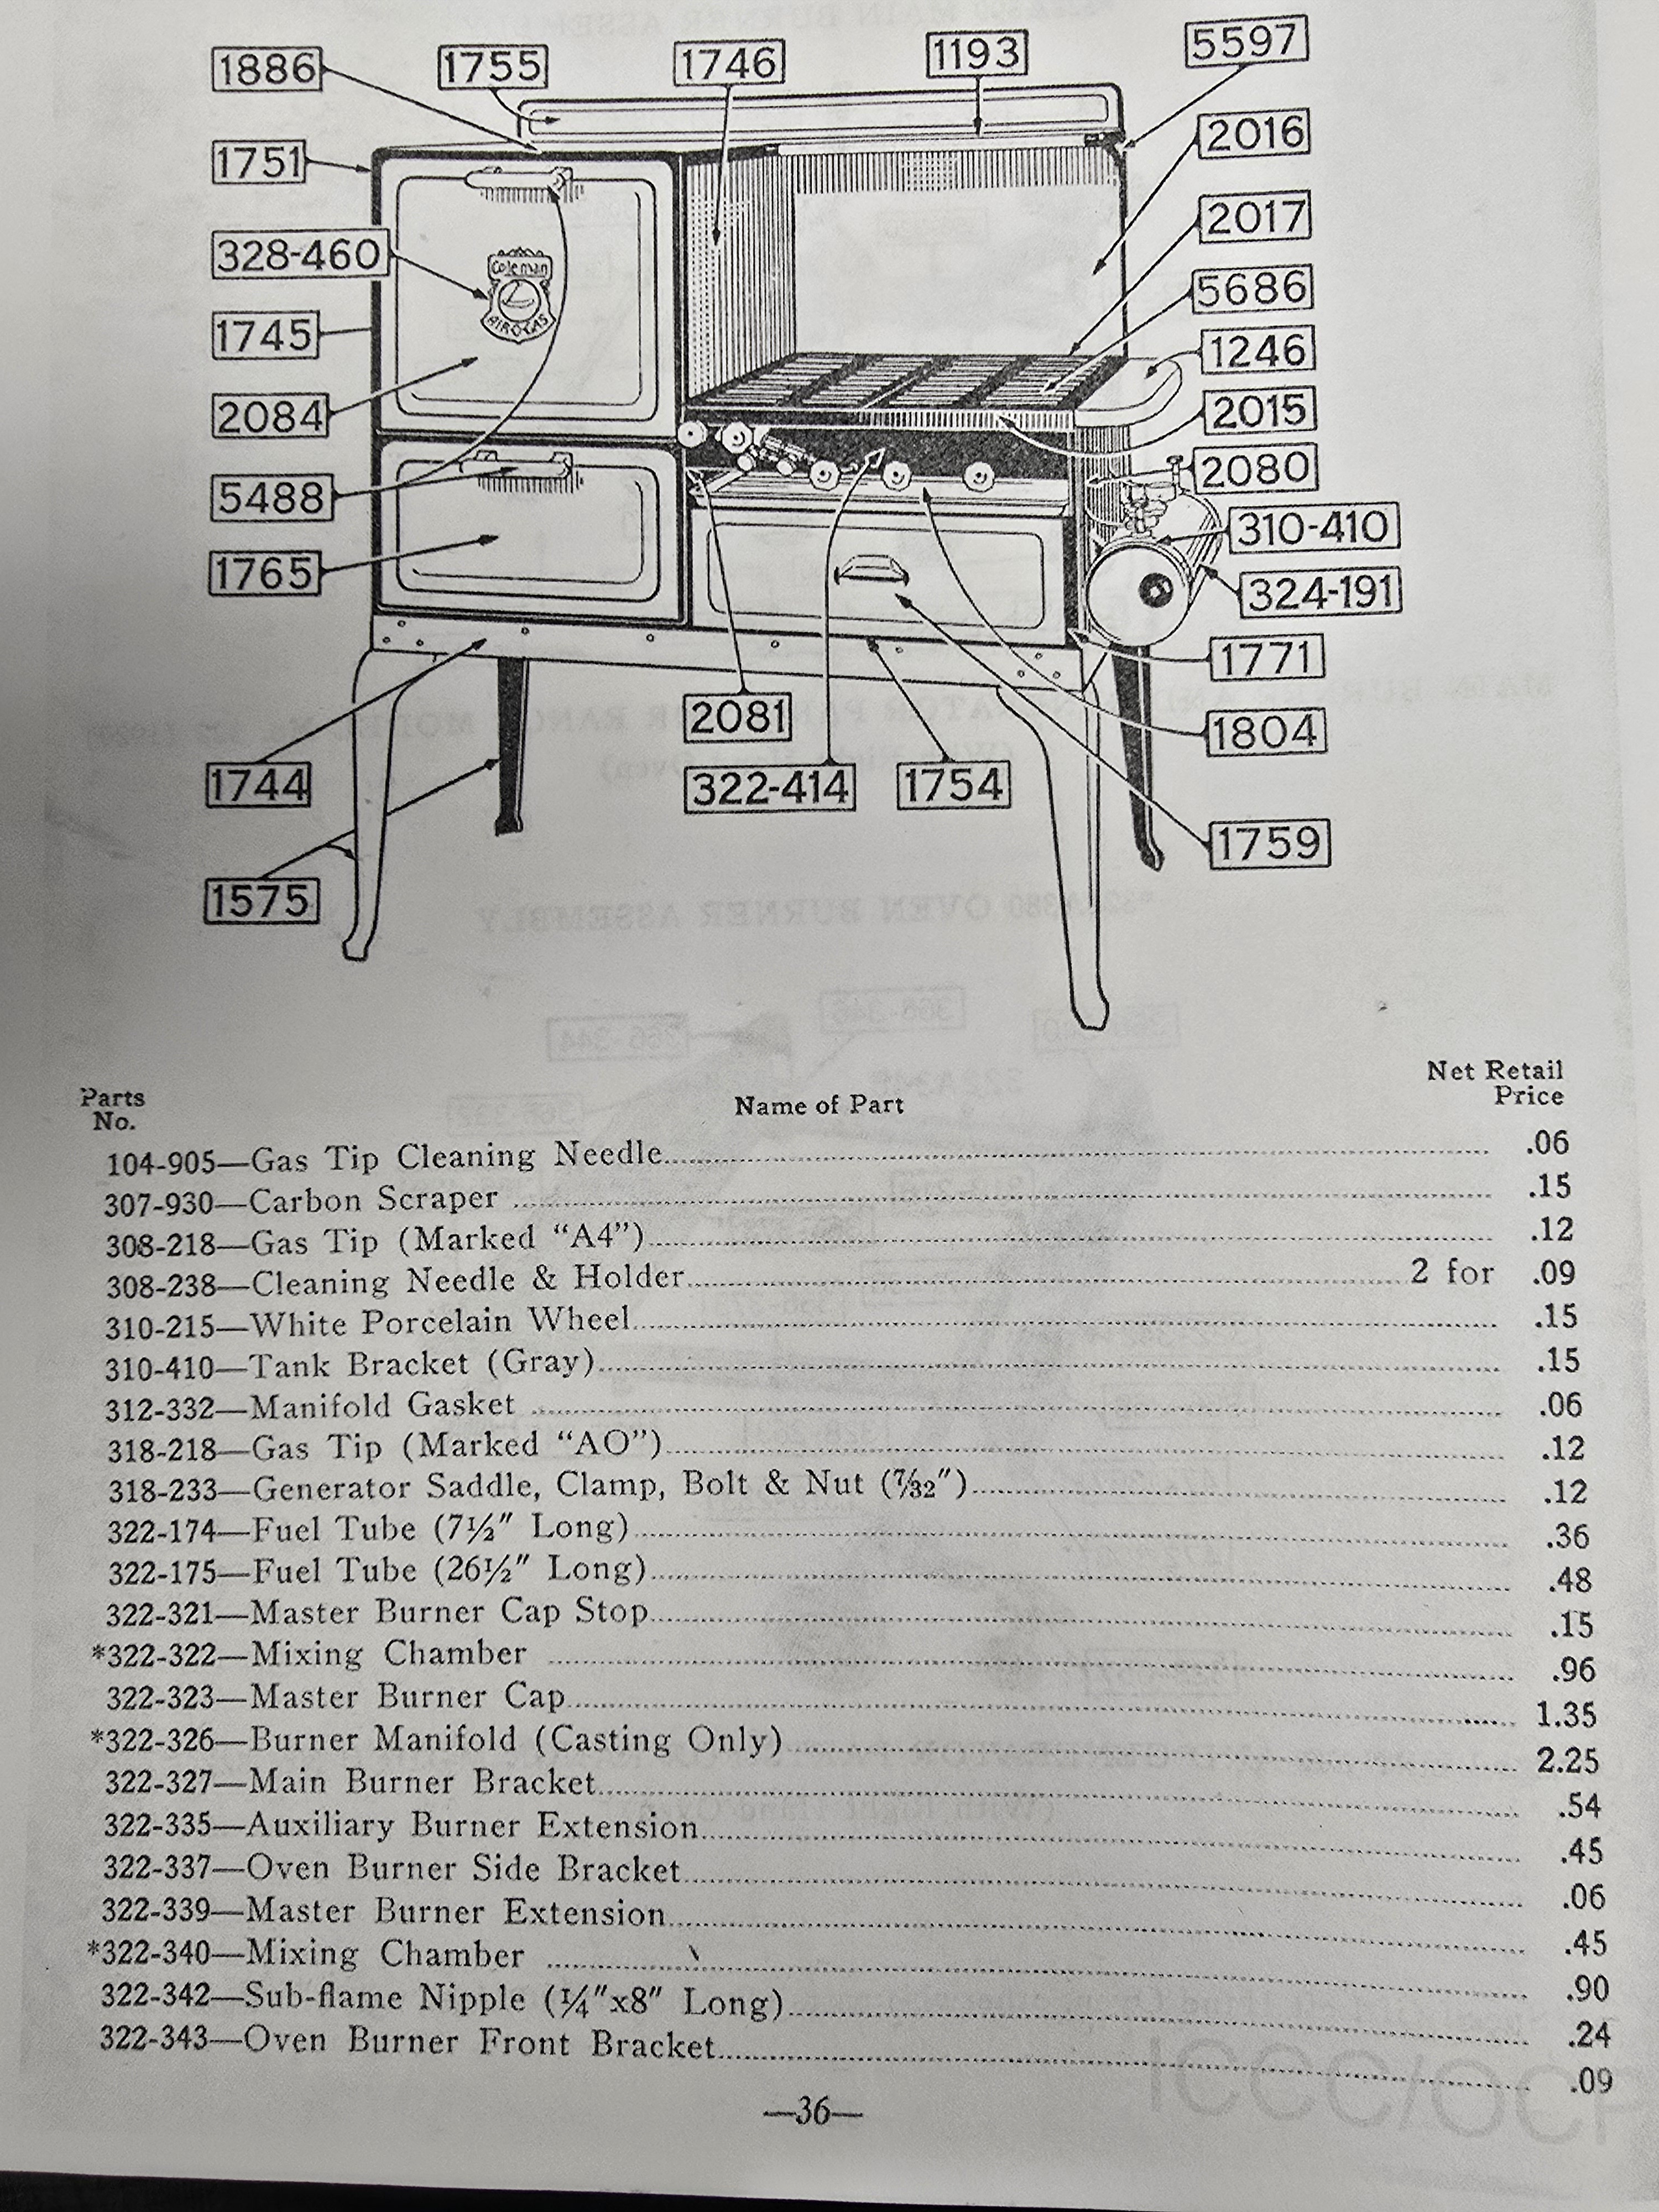 1886
1755
1746
1193
5597
1751
2016
328-460
2017
Coleman
AIR-O-GAS
5686
1745
1246
2084
2015
5488
2080
310-410
1765
324-191
1771
2081
1804
1744
322-414
1754
1759
1575
Parts No.
Name of Part
Net Retail Price
104-905—Gas Tip Cleaning Needle .06
307-930—Carbon Scraper .15
308-218—Gas Tip (Marked “A4”) .12
308-238—Cleaning Needle & Holder 2 for .09
310-215—White Porcelain Wheel .15
310-410—Tank Bracket (Gray) .15
312-332—Manifold Gasket .06
318-218—Gas Tip (Marked “AO”) .12
318-233—Generator Saddle, Clamp, Bolt & Nut (7/32″) .12
322-174—Fuel Tube (7½″ Long) .36
322-175—Fuel Tube (26½″ Long) .48
322-321—Master Burner Cap Stop .15
*322-322—Mixing Chamber .96
322-323—Master Burner Cap 1.35
*322-326—Burner Manifold (Casting Only) 2.25
322-327—Main Burner Bracket .54
322-335—Auxiliary Burner Extension .45
322-337—Oven Burner Side Bracket .06
322-339—Master Burner Extension .45
*322-340—Mixing Chamber .90
322-342—Sub-flame Nipple (¼″x8″ Long) .24
322-343—Oven Burner Front Bracket .09
—36—